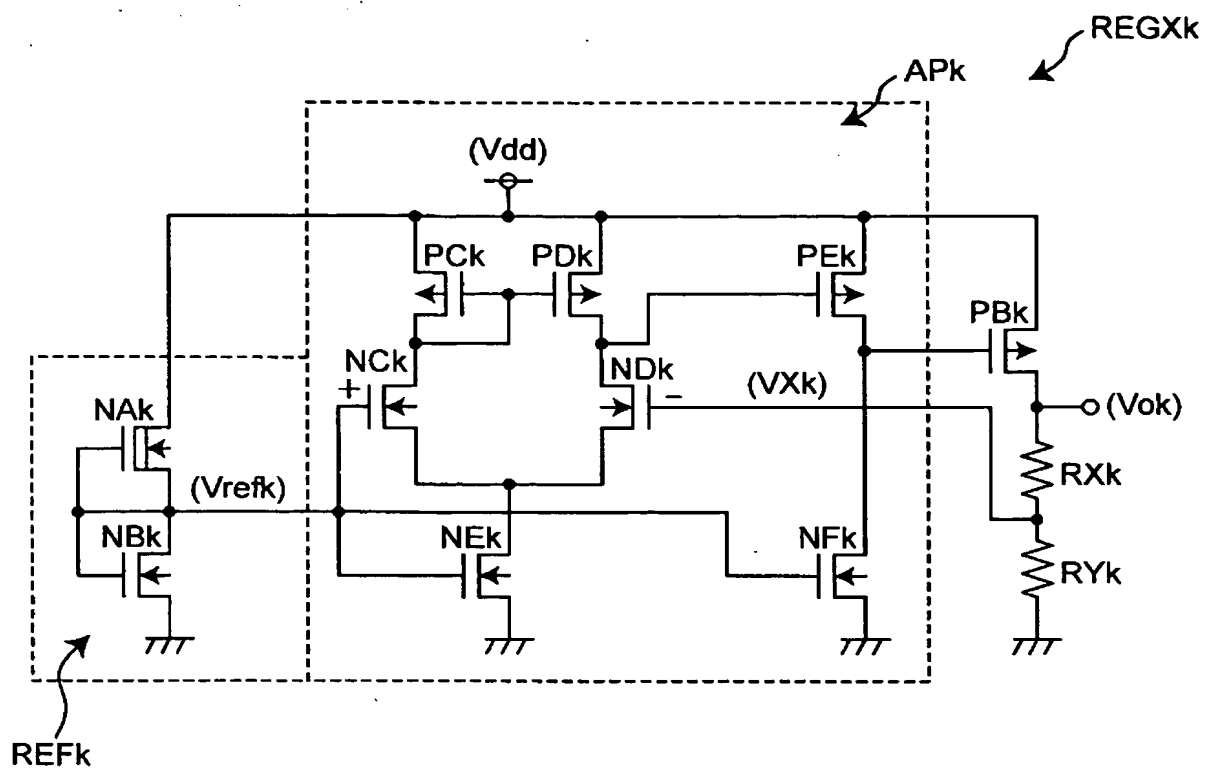 REGXk
APk
(Vdd)
PCk
PDk
PEk
PBk
NCk
+
NDk
−
(VXk)
(Vok)
NAk
(Vrefk)
RXk
NBk
NEk
NFk
RYk
REFk